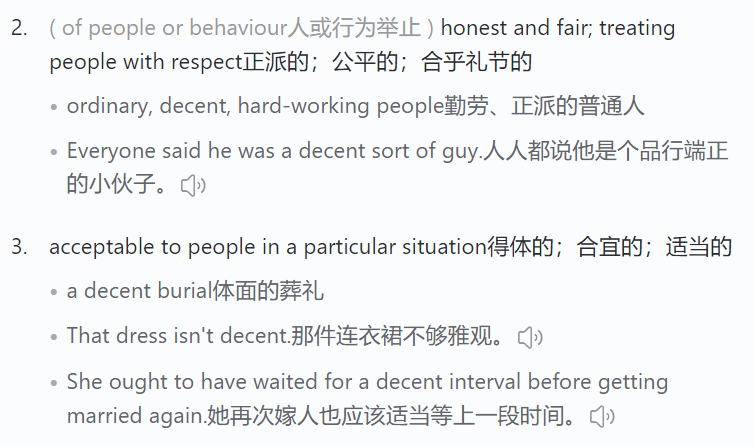 2. ( of people or behaviour人或行为举止 ) honest and fair; treating
people with respect正派的；公平的；合乎礼节的
• ordinary, decent, hard-working people勤劳、正派的普通人
• Everyone said he was a decent sort of guy.人人都说他是个品行端正
的小伙子。
3. acceptable to people in a particular situation得体的；合宜的；适当的
• a decent burial体面的葬礼
• That dress isn't decent.那件连衣裙不够雅观。
• She ought to have waited for a decent interval before getting
married again.她再次嫁人也应该适当等上一段时间。